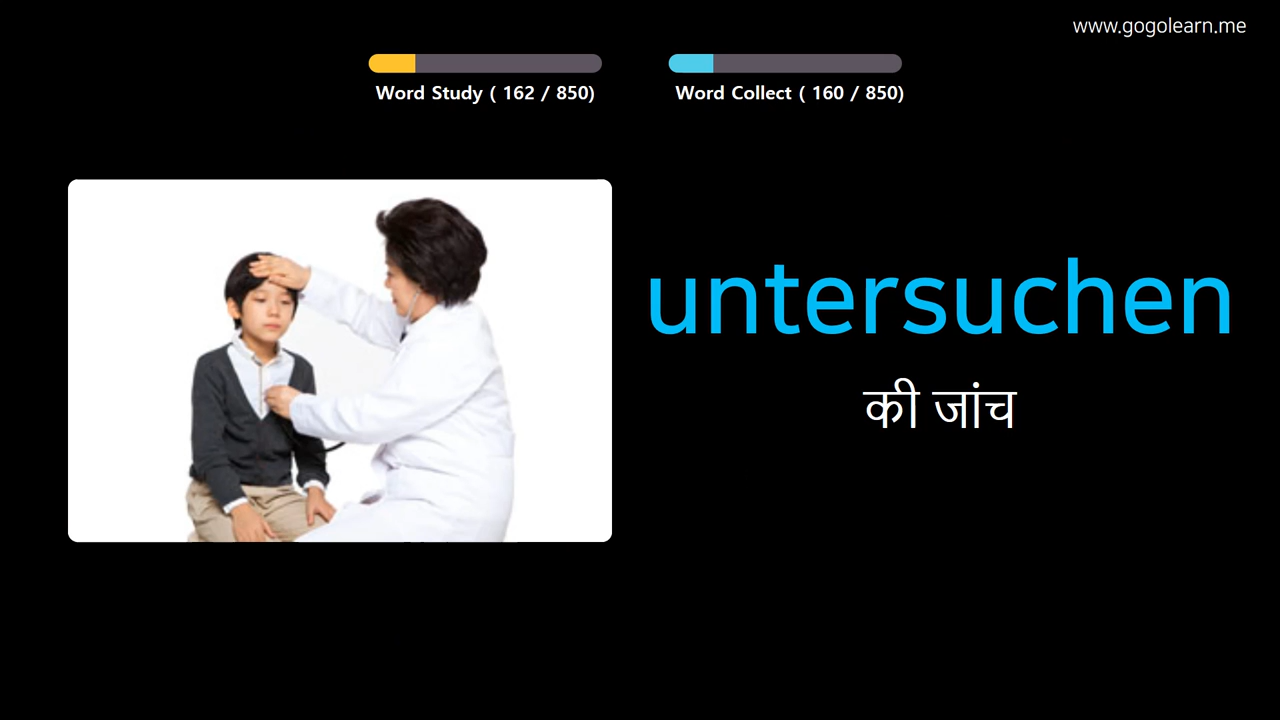 www.gogolearn.me
Word Study ( 162 / 850)
Word Collect ( 160 / 850)
untersuchen
की जांच